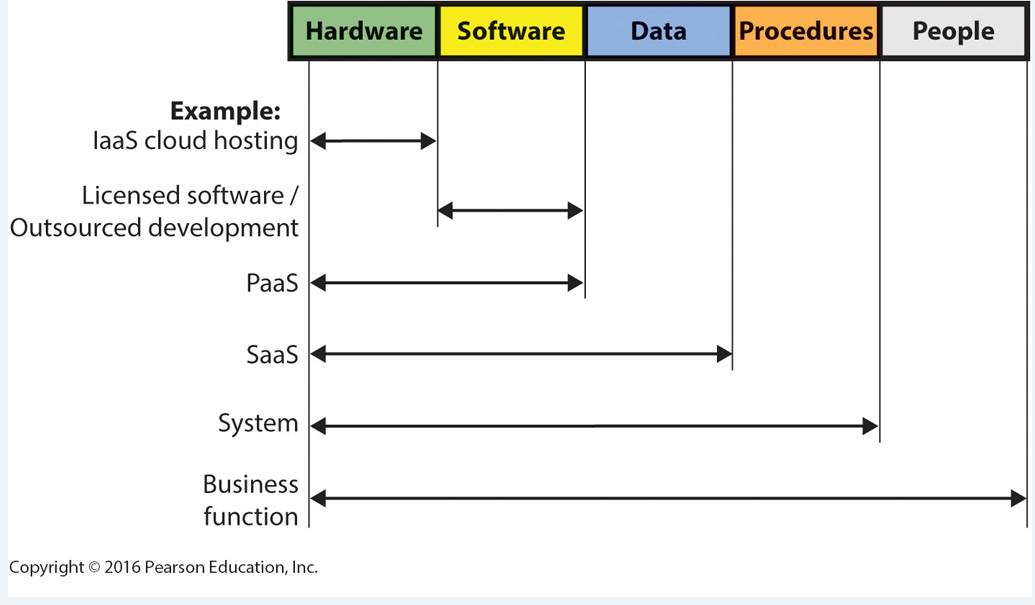 Hardware Software Data Procedures People
Example:
IaaS cloud hosting
Licensed software /
Outsourced development
PaaS
SaaS
System
Business
function
Copyright © 2016 Pearson Education, Inc.